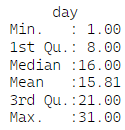 day
Min.   : 1.00
1st Qu.: 8.00
Median :16.00
Mean   :15.81
3rd Qu.:21.00
Max.   :31.00